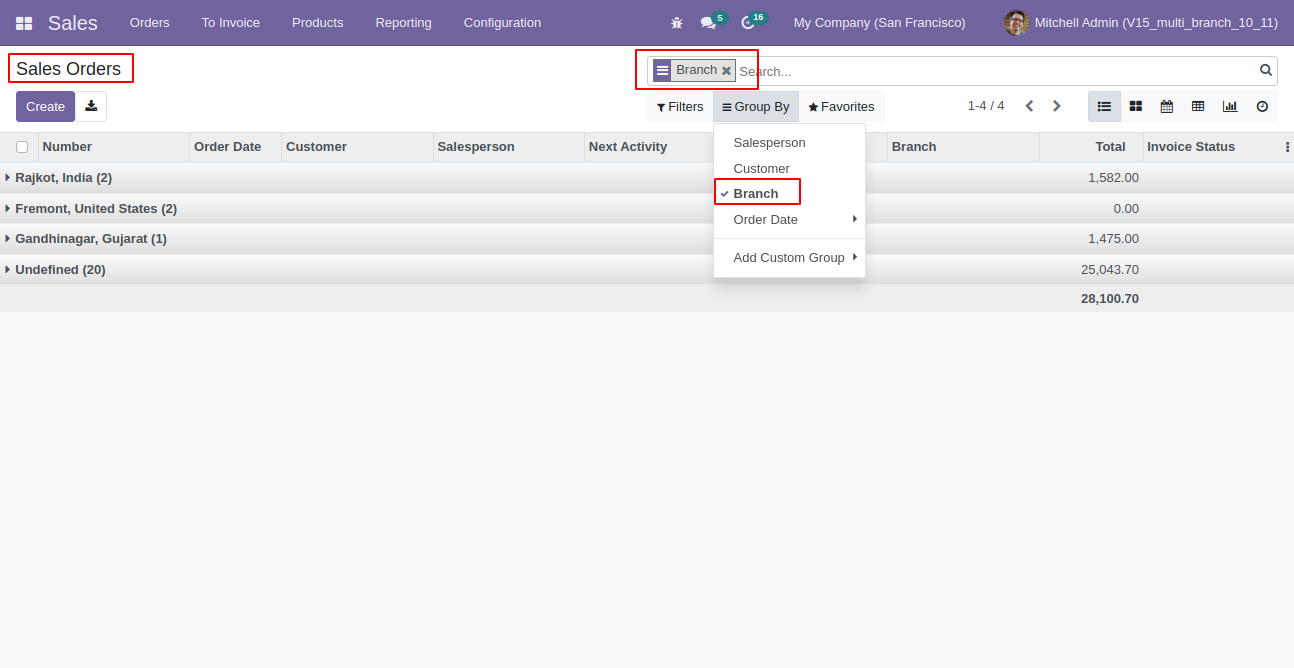 Sales Orders To Invoice Products Reporting Configuration 5 16 My Company (San Francisco) Mitchell Admin (V15_multi_branch_10_11)
Sales Orders
Branch Search...
Create
Filters Group By Favorites 1-4 / 4
Number Order Date Customer Salesperson Next Activity Branch Total Invoice Status
Salesperson
Customer
Branch
Order Date
Add Custom Group
Rajkot, India (2) 1,582.00
Fremont, United States (2) 0.00
Gandhinagar, Gujarat (1) 1,475.00
Undefined (20) 25,043.70
28,100.70